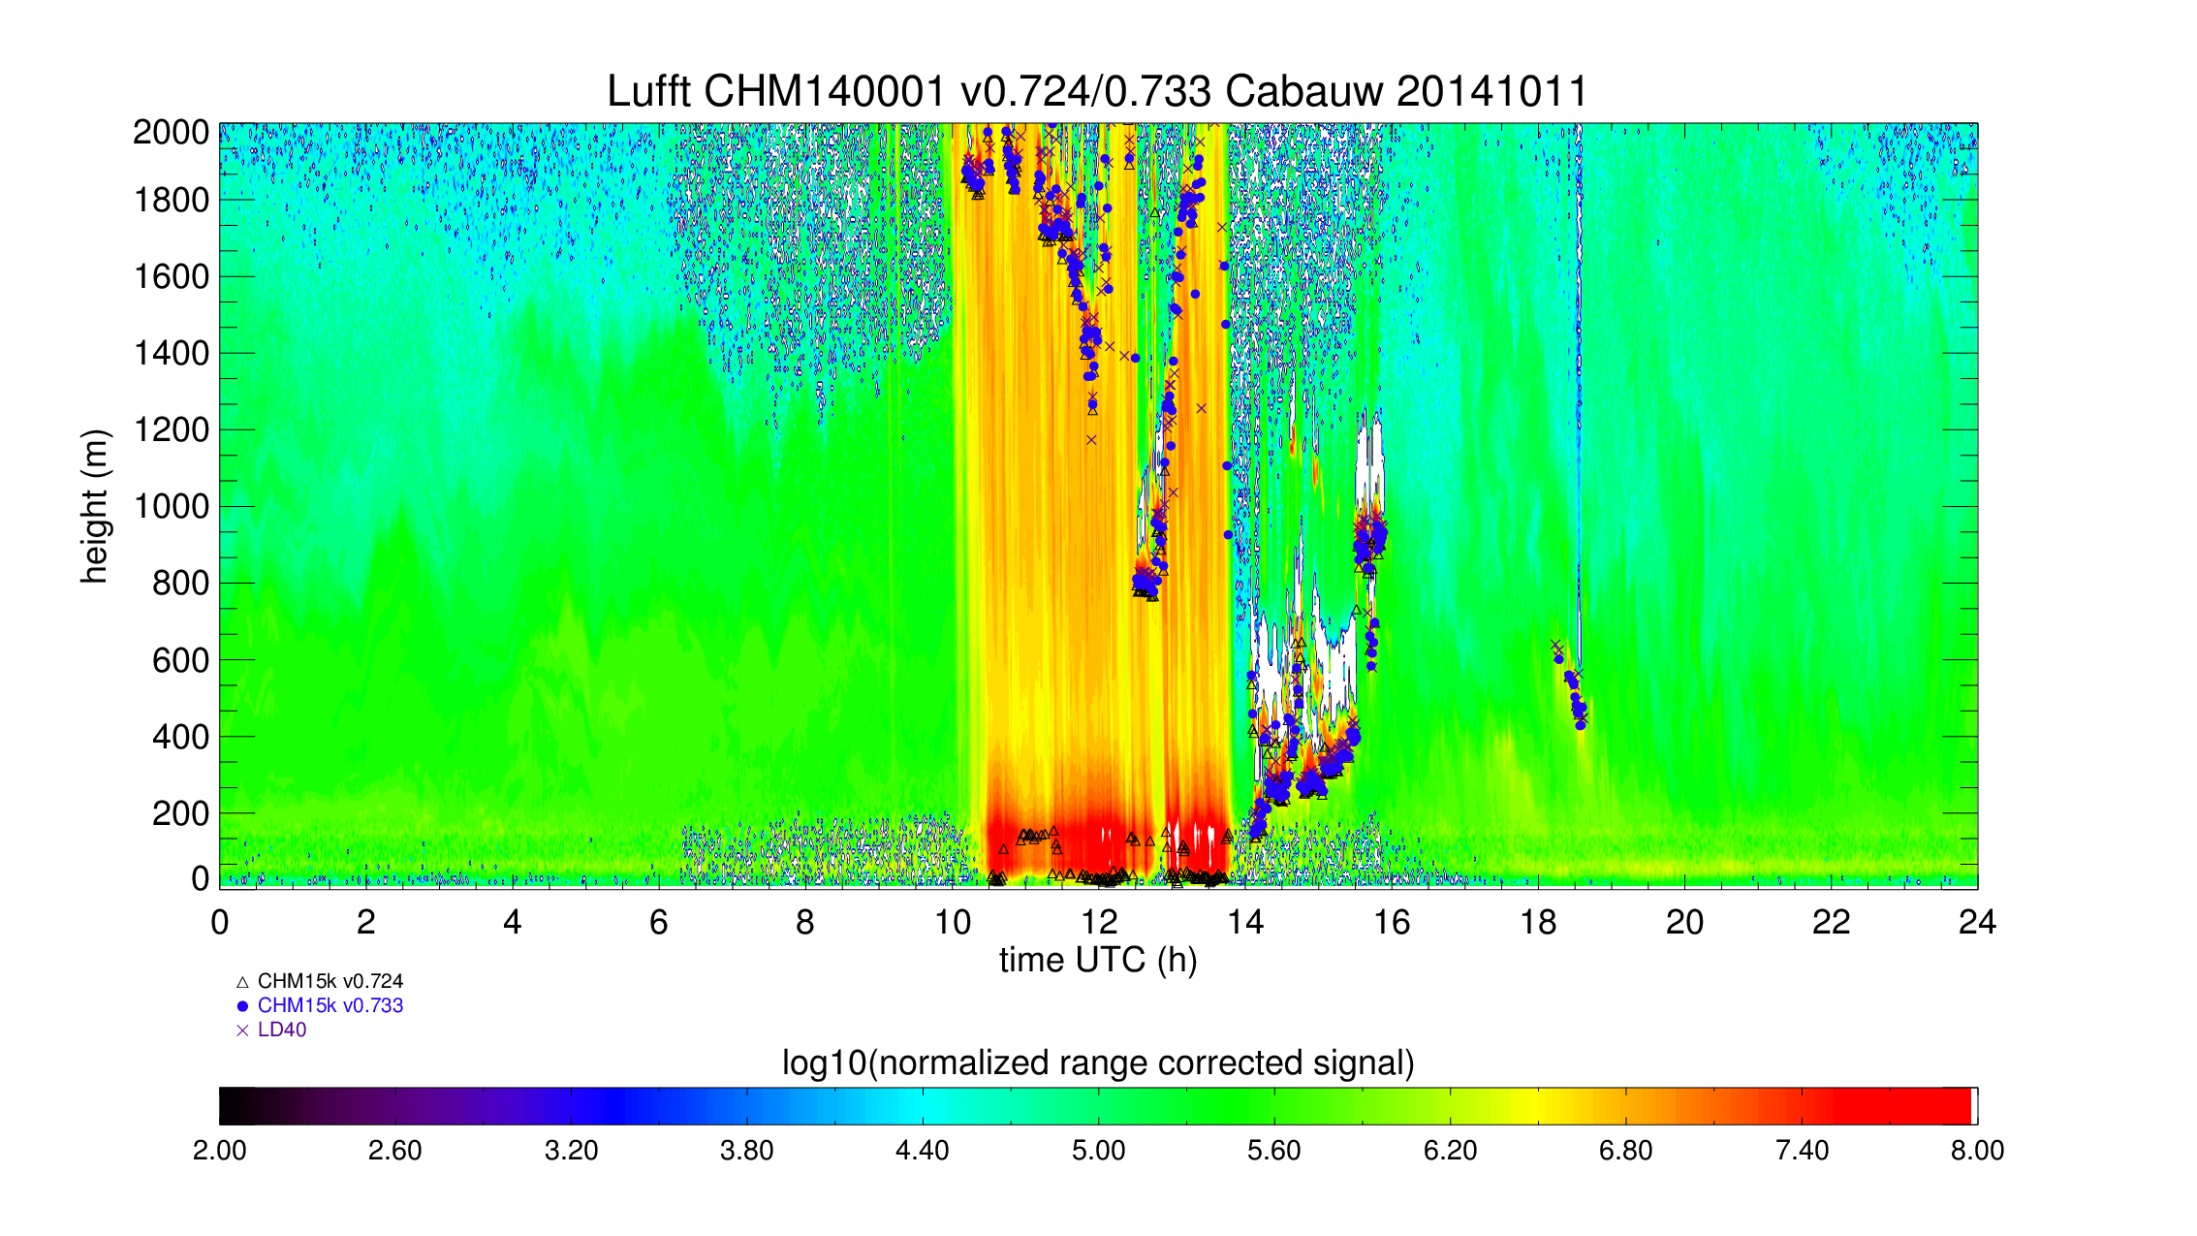 Lufft CHM140001 v0.724/0.733 Cabauw 20141011
2000
1800
1600
1400
1200
1000
800
600
400
200
0
height (m)
0 2 4 6 8 10 12 14 16 18 20 22 24
time UTC (h)
CHM15k v0.724
CHM15k v0.733
LD40
log10(normalized range corrected signal)
2.00 2.60 3.20 3.80 4.40 5.00 5.60 6.20 6.80 7.40 8.00